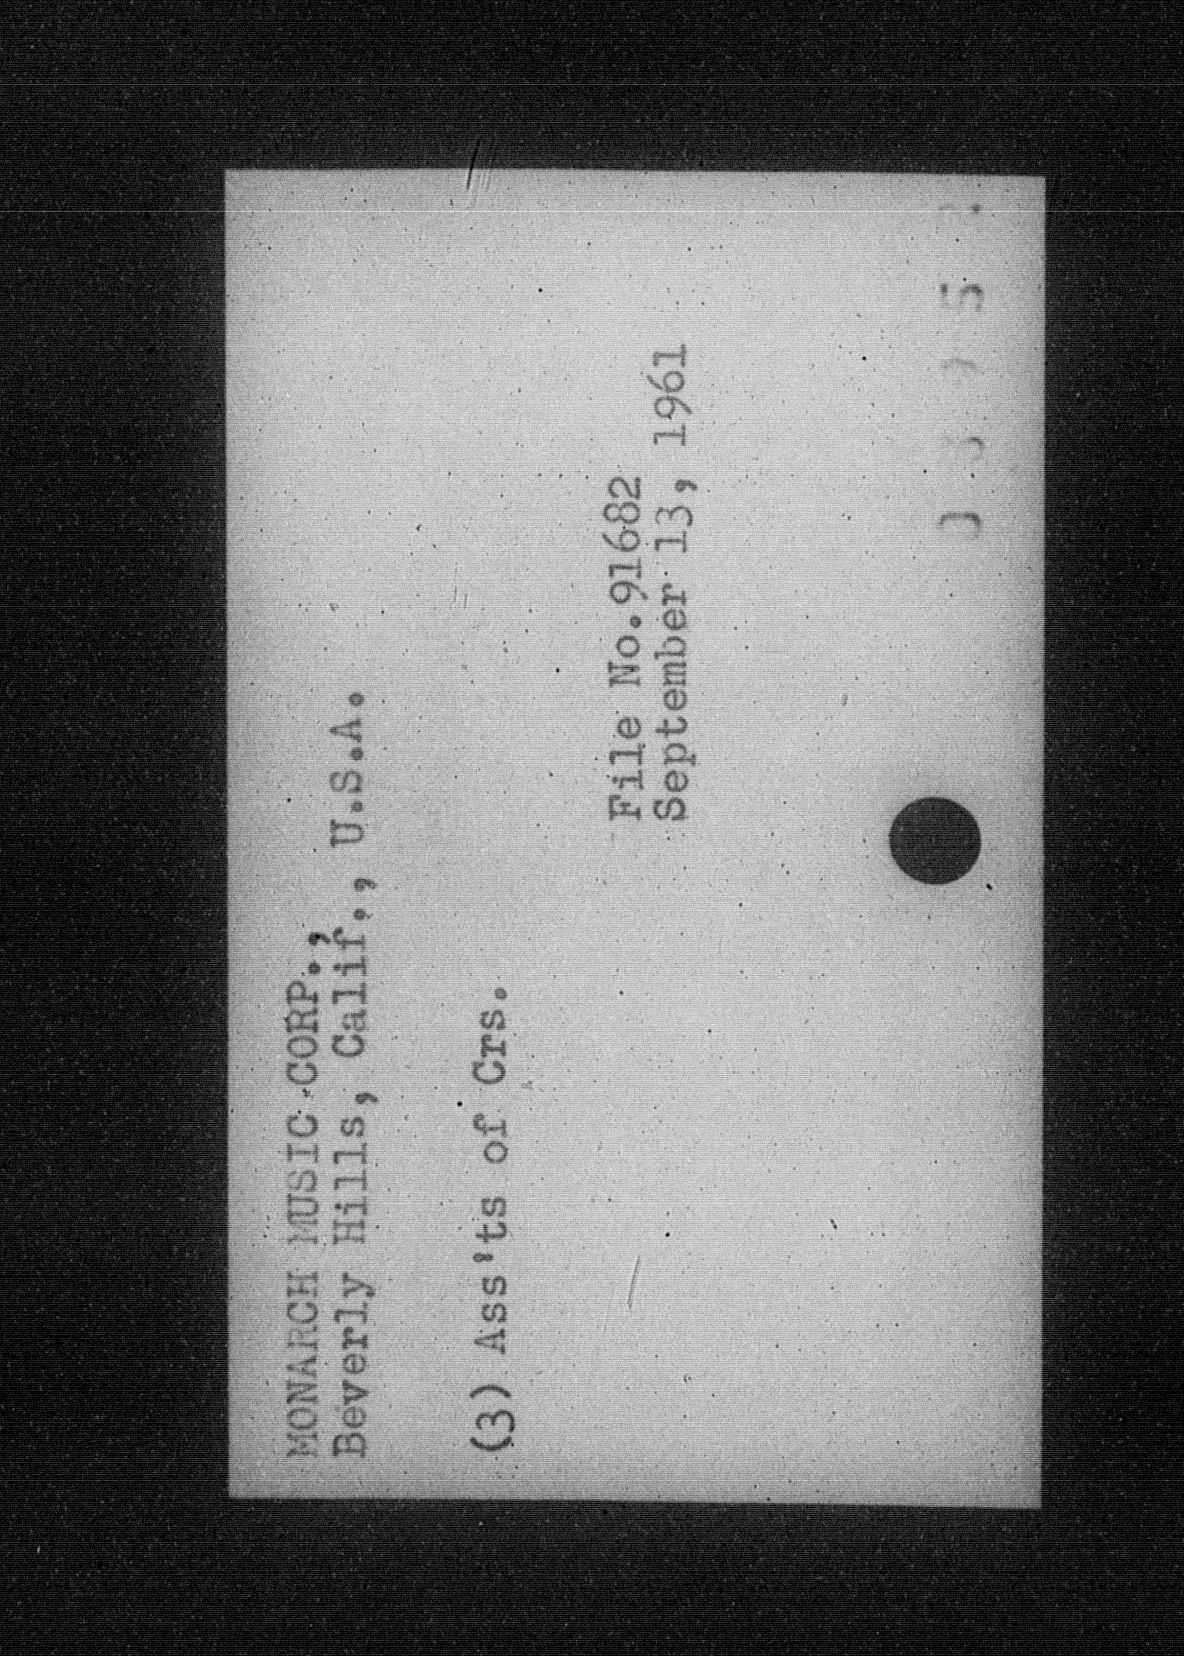 MONARCH MUSIC CORP.,
Beverly Hills, Calif., U.S.A.
(3) Ass'ts of Crs.
File No.91682
September 13, 1961